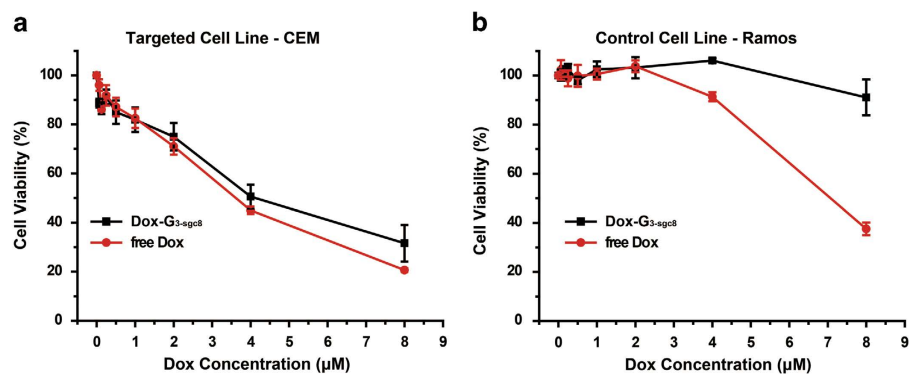 a
Targeted Cell Line - CEM
Cell Viability (%)
100
80
60
40
20
0
Dox-G3-sgc8
free Dox
0 1 2 3 4 5 6 7 8 9
Dox Concentration (µM)
b
Control Cell Line - Ramos
Cell Viability (%)
100
80
60
40
20
0
Dox-G3-sgc8
free Dox
0 1 2 3 4 5 6 7 8 9
Dox Concentration (µM)